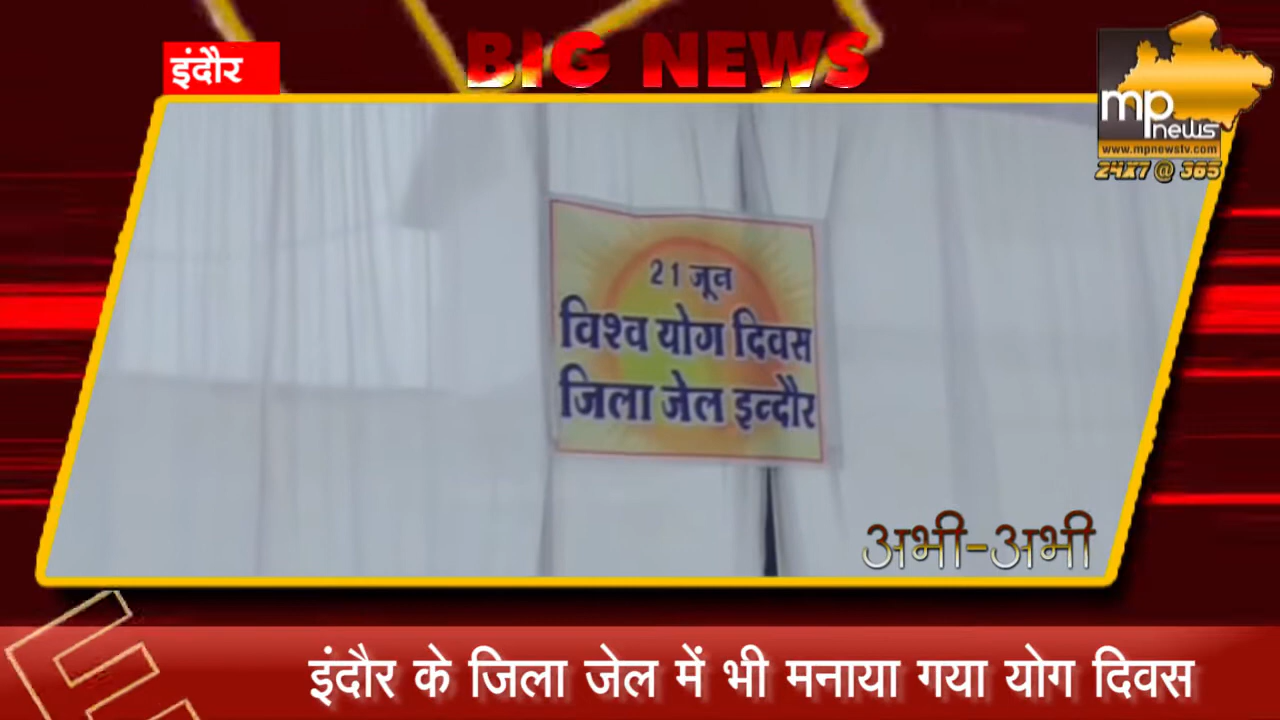 BIG NEWS
इंदौर
mp
news
www.mpnewstv.com
24X7 @ 365
21 जून
विश्व योग दिवस
जिला जेल इन्दौर
अभी-अभी
इंदौर के जिला जेल में भी मनाया गया योग दिवस